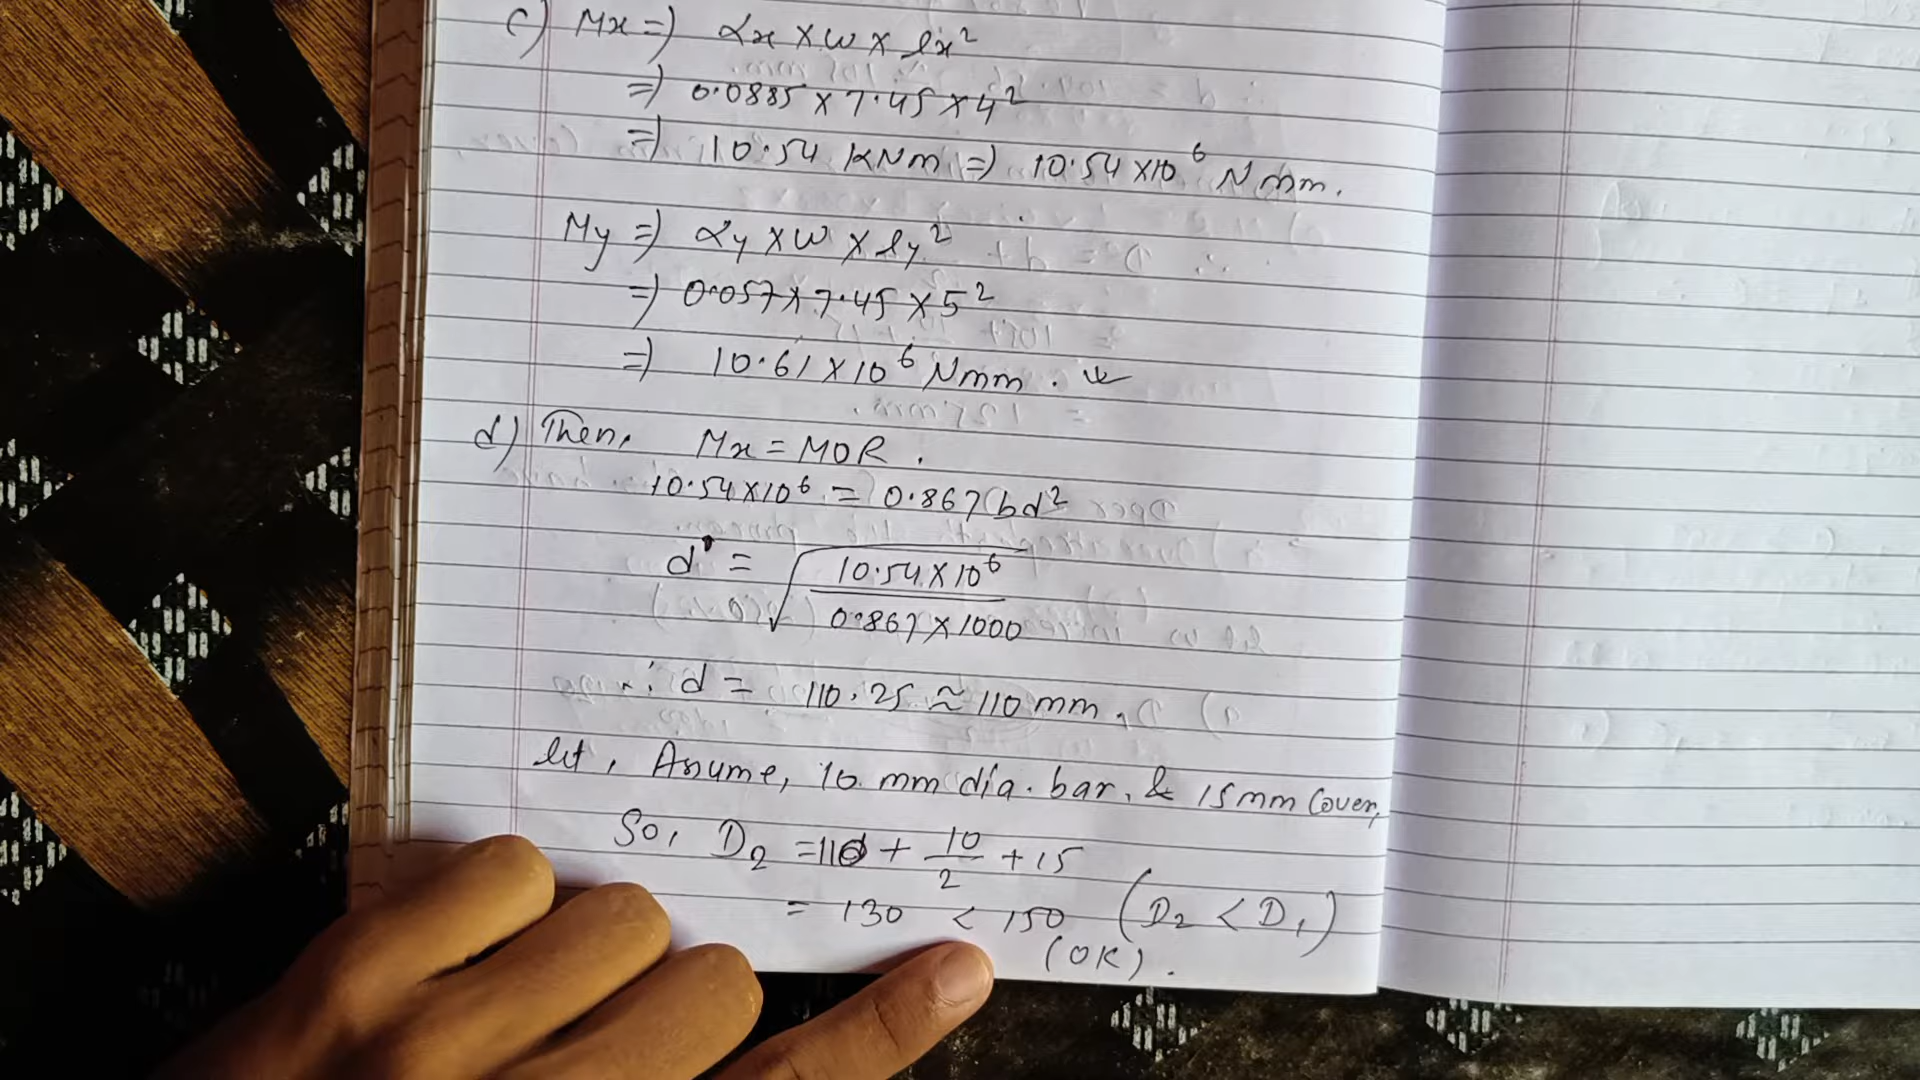 c) Mx => αx × w × lx²
=> 0.0885 × 7.45 × 4²
=> 10.54 kNm => 10.54 × 10⁶ N mm.
My => αy × w × ly²
=> 0.057 × 7.45 × 5²
=> 10.61 × 10⁶ Nmm.
d) Then, Mx = MOR.
10.54 × 10⁶ = 0.867 bd²
d = √ 10.54 × 10⁶ / 0.867 × 1000
∴ d = 110.25 ≈ 110 mm.
let, Assume, 10 mm dia. bar. & 15mm Cover,
So, D₂ = 110 + 10/2 + 15
= 130 < 150 (D₂ < D₁)
(OK).